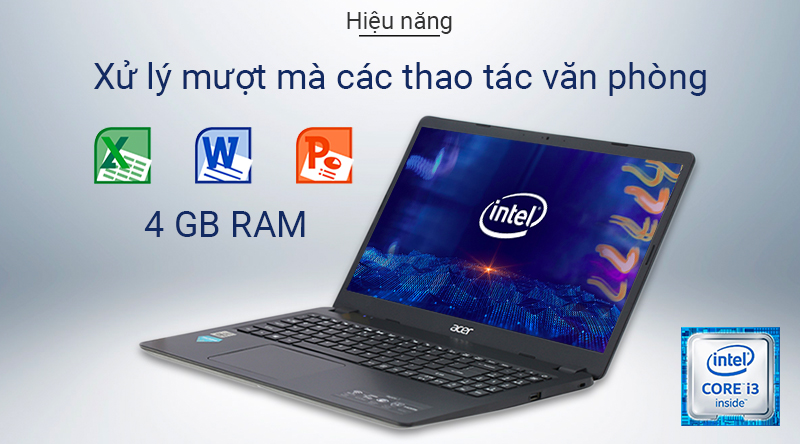 Hiệu năng
Xử lý mượt mà các thao tác văn phòng
X W P
4 GB RAM
intel
acer
intel
CORE i3
inside™